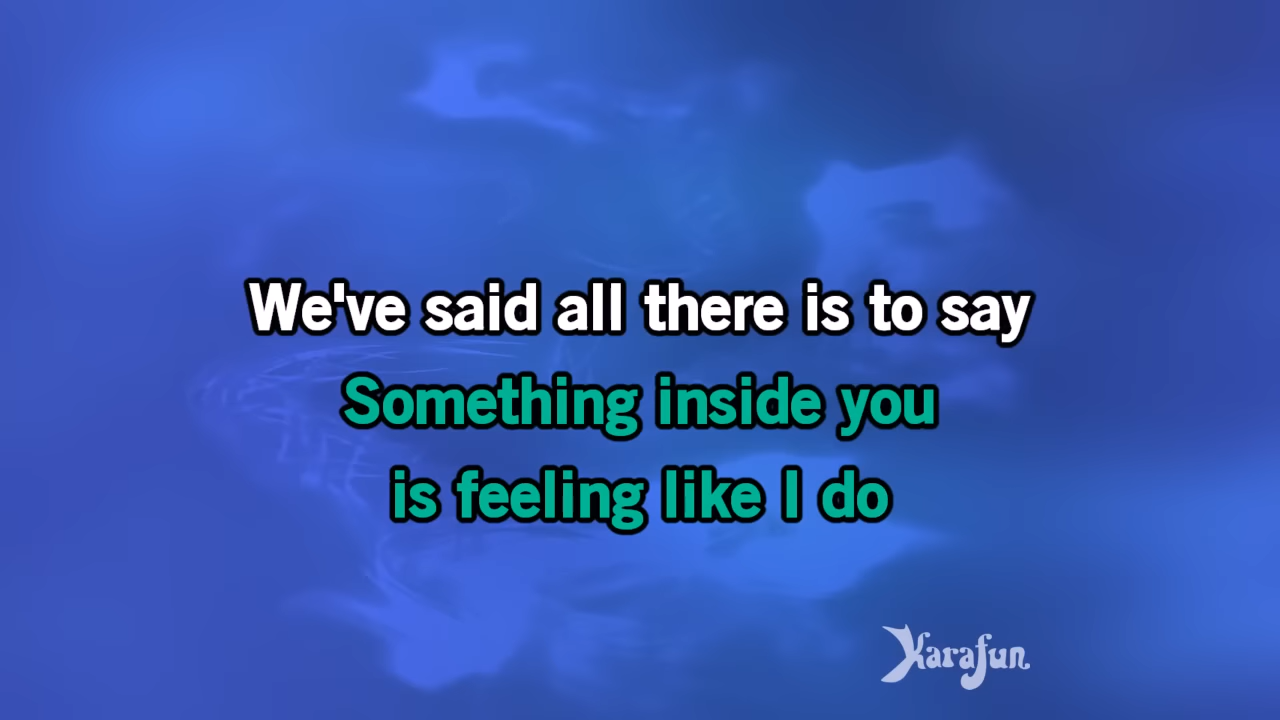 We've said all there is to say
Something inside you
is feeling like I do
Karafun